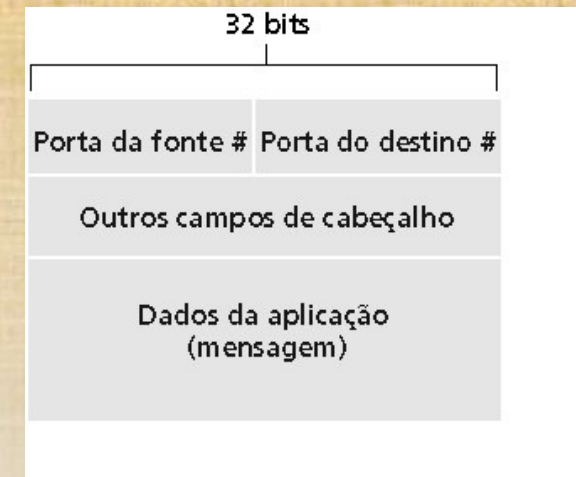 32 bits
Porta da fonte # Porta do destino #
Outros campos de cabeçalho
Dados da aplicação
(mensagem)